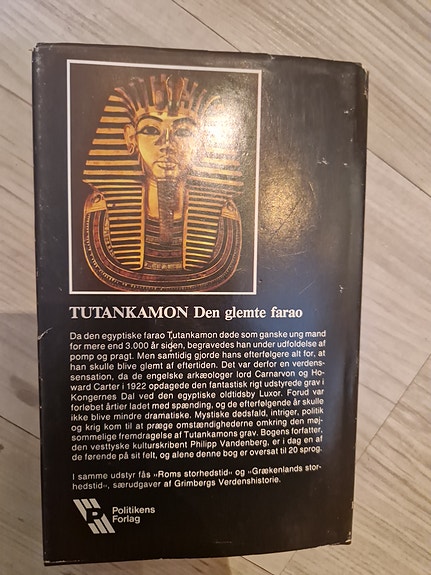 TUTANKAMON Den glemte farao
Da den egyptiske farao Tutankamon døde som ganske ung mand
for mere end 3.000 år siden, begravedes han under udfoldelse af
pomp og pragt. Men samtidig gjorde hans efterfølgere alt for, at
han skulle blive glemt af eftertiden. Det var derfor en verdens-
sensation, da de engelske arkæologer lord Carnarvon og Ho-
ward Carter i 1922 opdagede den fantastisk rigt udstyrede grav i
Kongernes Dal ved den egyptiske oldtidsby Luxor. Forud var
forløbet årtier ladet med spænding, og de efterfølgende år skulle
ikke blive mindre dramatiske. Mystiske dødsfald, intriger, politik
og krig kom til at præge omstændighederne omkring den møj-
sommelige fremdragelse af Tutankamons grav. Bogens forfatter,
den vesttyske kulturskribent Philipp Vandenberg, er i dag en af
de førende på sit felt, og alene denne bog er oversat til 20 sprog.
I samme udstyr fås »Roms storhedstid« og »Grækenlands stor-
hedstid«, særudgaver af Grimbergs Verdenshistorie.
Politikens
Forlag